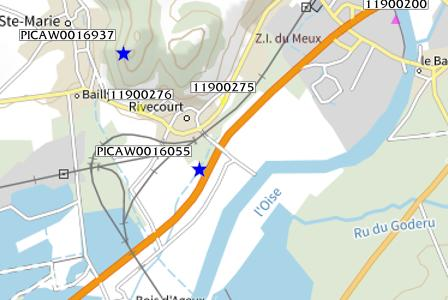 11900200
Ste-Marie
PICAW0016937
Z.I. du Meux
le Ba
Baill
11900276
11900275
Rivecourt
PICAW0016055
l'Oise
Ru du Goderu
Bois d'Ageux